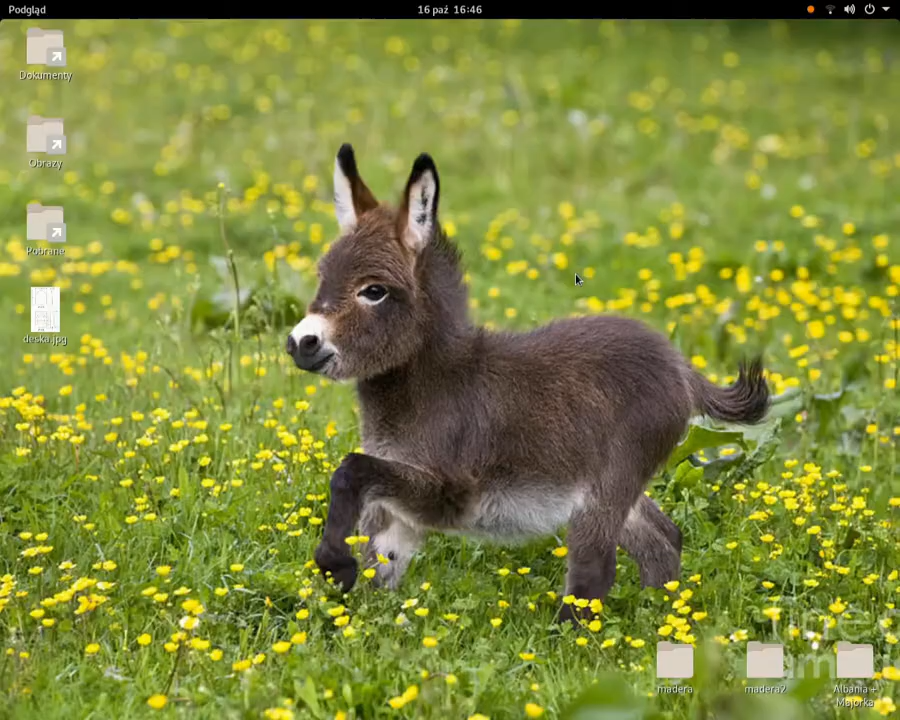 Podgląd
16 paź 16:46
Dokumenty
Obrazy
Pobrane
deska.jpg
madera
madera2
Albania +
Majorka